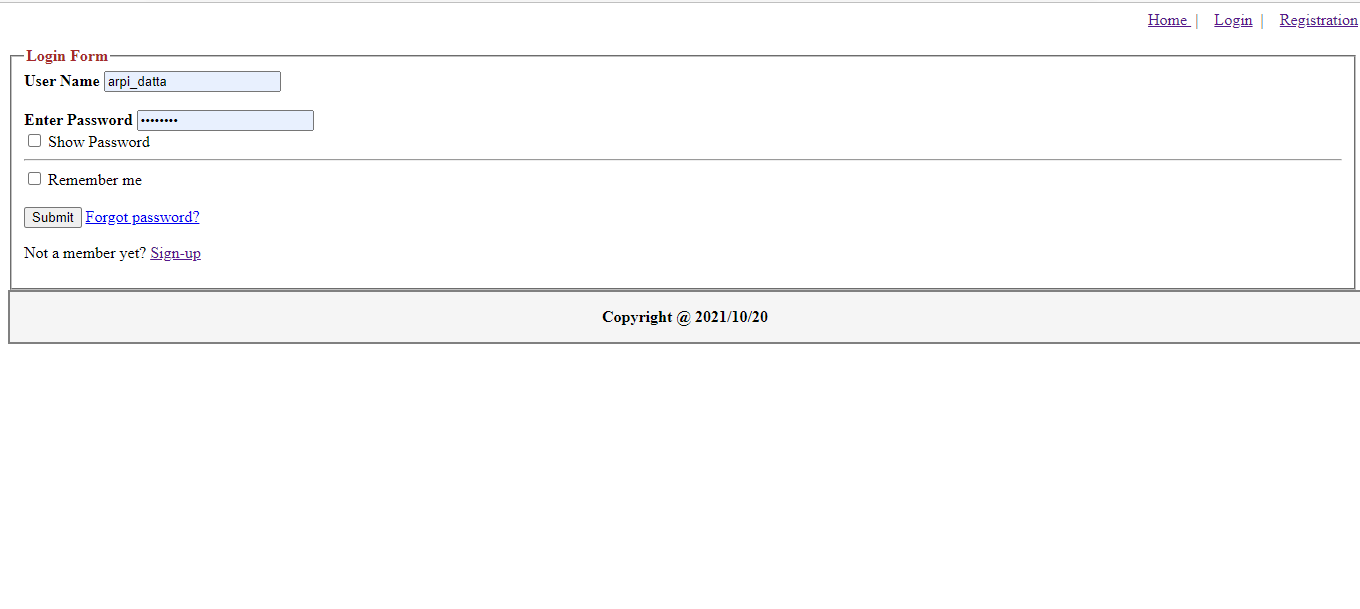 Home | Login | Registration
Login Form
User Name arpi_datta
Enter Password ••••••••
Show Password
Remember me
Submit Forgot password?
Not a member yet? Sign-up
Copyright @ 2021/10/20